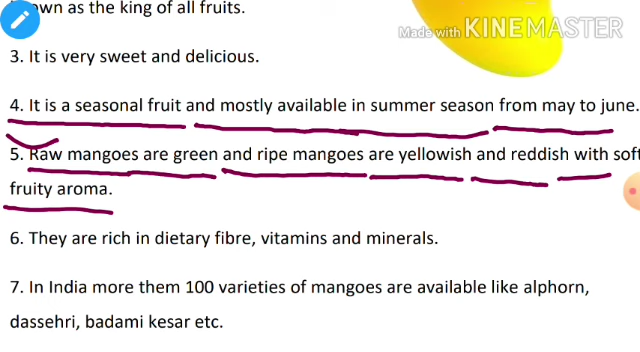 own as the king of all fruits.
Made with KINEMASTER
3. It is very sweet and delicious.
4. It is a seasonal fruit and mostly available in summer season from may to june.
5. Raw mangoes are green and ripe mangoes are yellowish and reddish with soft
fruity aroma.
6. They are rich in dietary fibre, vitamins and minerals.
7. In India more them 100 varieties of mangoes are available like alphorn,
dassehri, badami kesar etc.